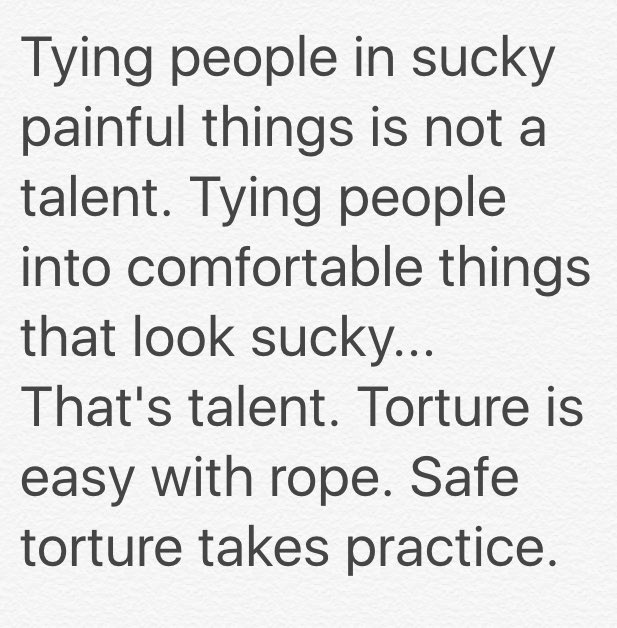 Tying people in sucky
painful things is not a
talent. Tying people
into comfortable things
that look sucky...
That's talent. Torture is
easy with rope. Safe
torture takes practice.